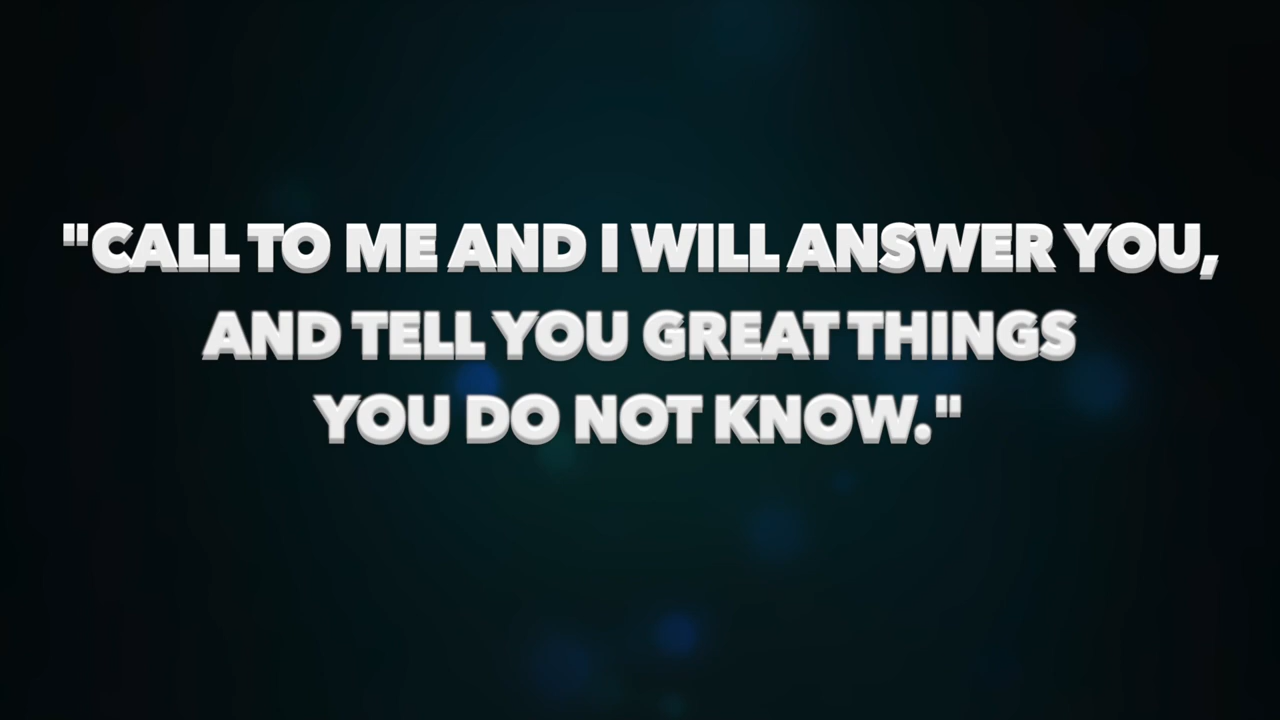 "CALL TO ME AND I WILL ANSWER YOU,
AND TELL YOU GREAT THINGS
YOU DO NOT KNOW."